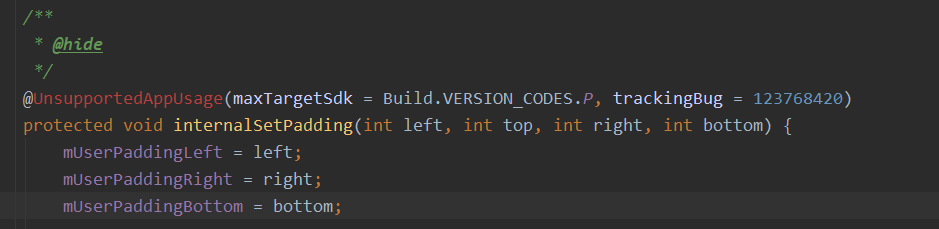 /**
* @hide
*/
@UnsupportedAppUsage(maxTargetSdk = Build.VERSION_CODES.P, trackingBug = 123768420)
protected void internalSetPadding(int left, int top, int right, int bottom) {
mUserPaddingLeft = left;
mUserPaddingRight = right;
mUserPaddingBottom = bottom;